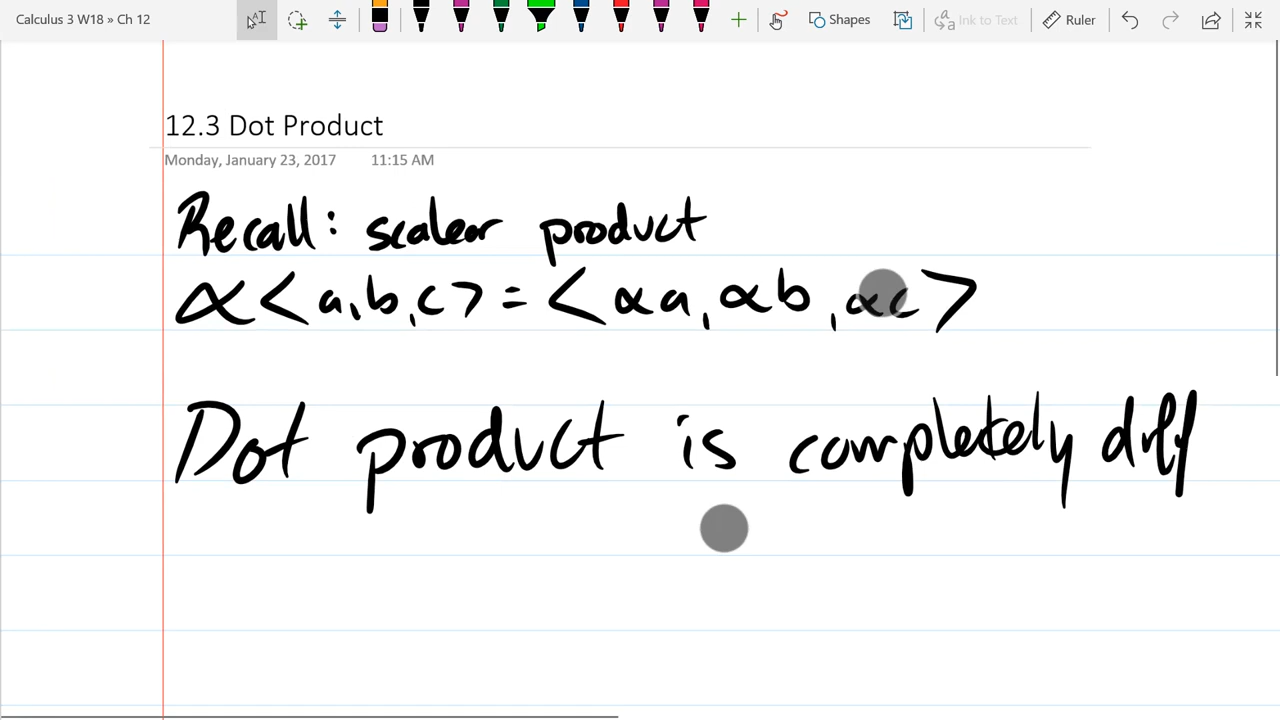 Calculus 3 W18 » Ch 12
Shapes
Ink to Text
Ruler
12.3 Dot Product
Monday, January 23, 2017 11:15 AM
Recall: scalar product
α<a,b,c> = <αa, αb, αc>
Dot product is completely diff